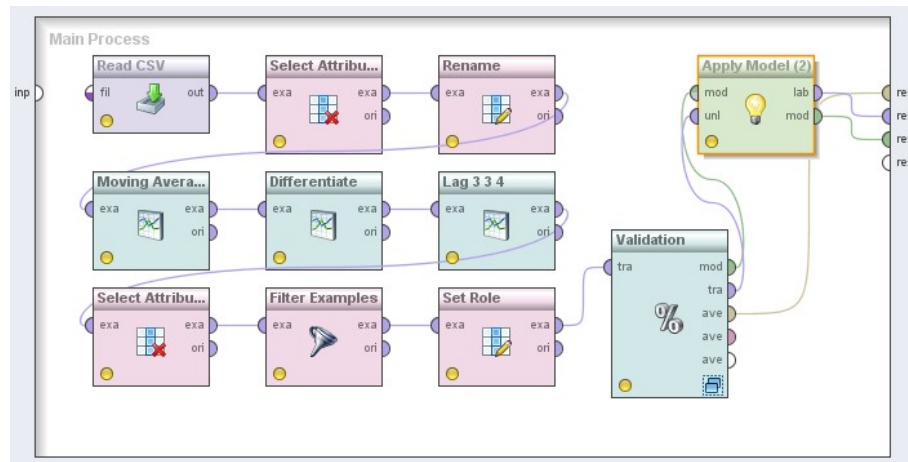 Main Process
Read CSV
Select Attribu...
Rename
Apply Model (2)
inp
fil
out
exa
exa
ori
exa
exa
ori
mod
unl
lab
mod
re
re
re
re
Moving Avera...
Differentiate
Lag 3 3 4
exa
exa
ori
exa
exa
ori
exa
exa
ori
Validation
tra
mod
tra
ave
ave
ave
%
Select Attribu...
Filter Examples
Set Role
exa
exa
ori
exa
exa
ori
exa
exa
ori